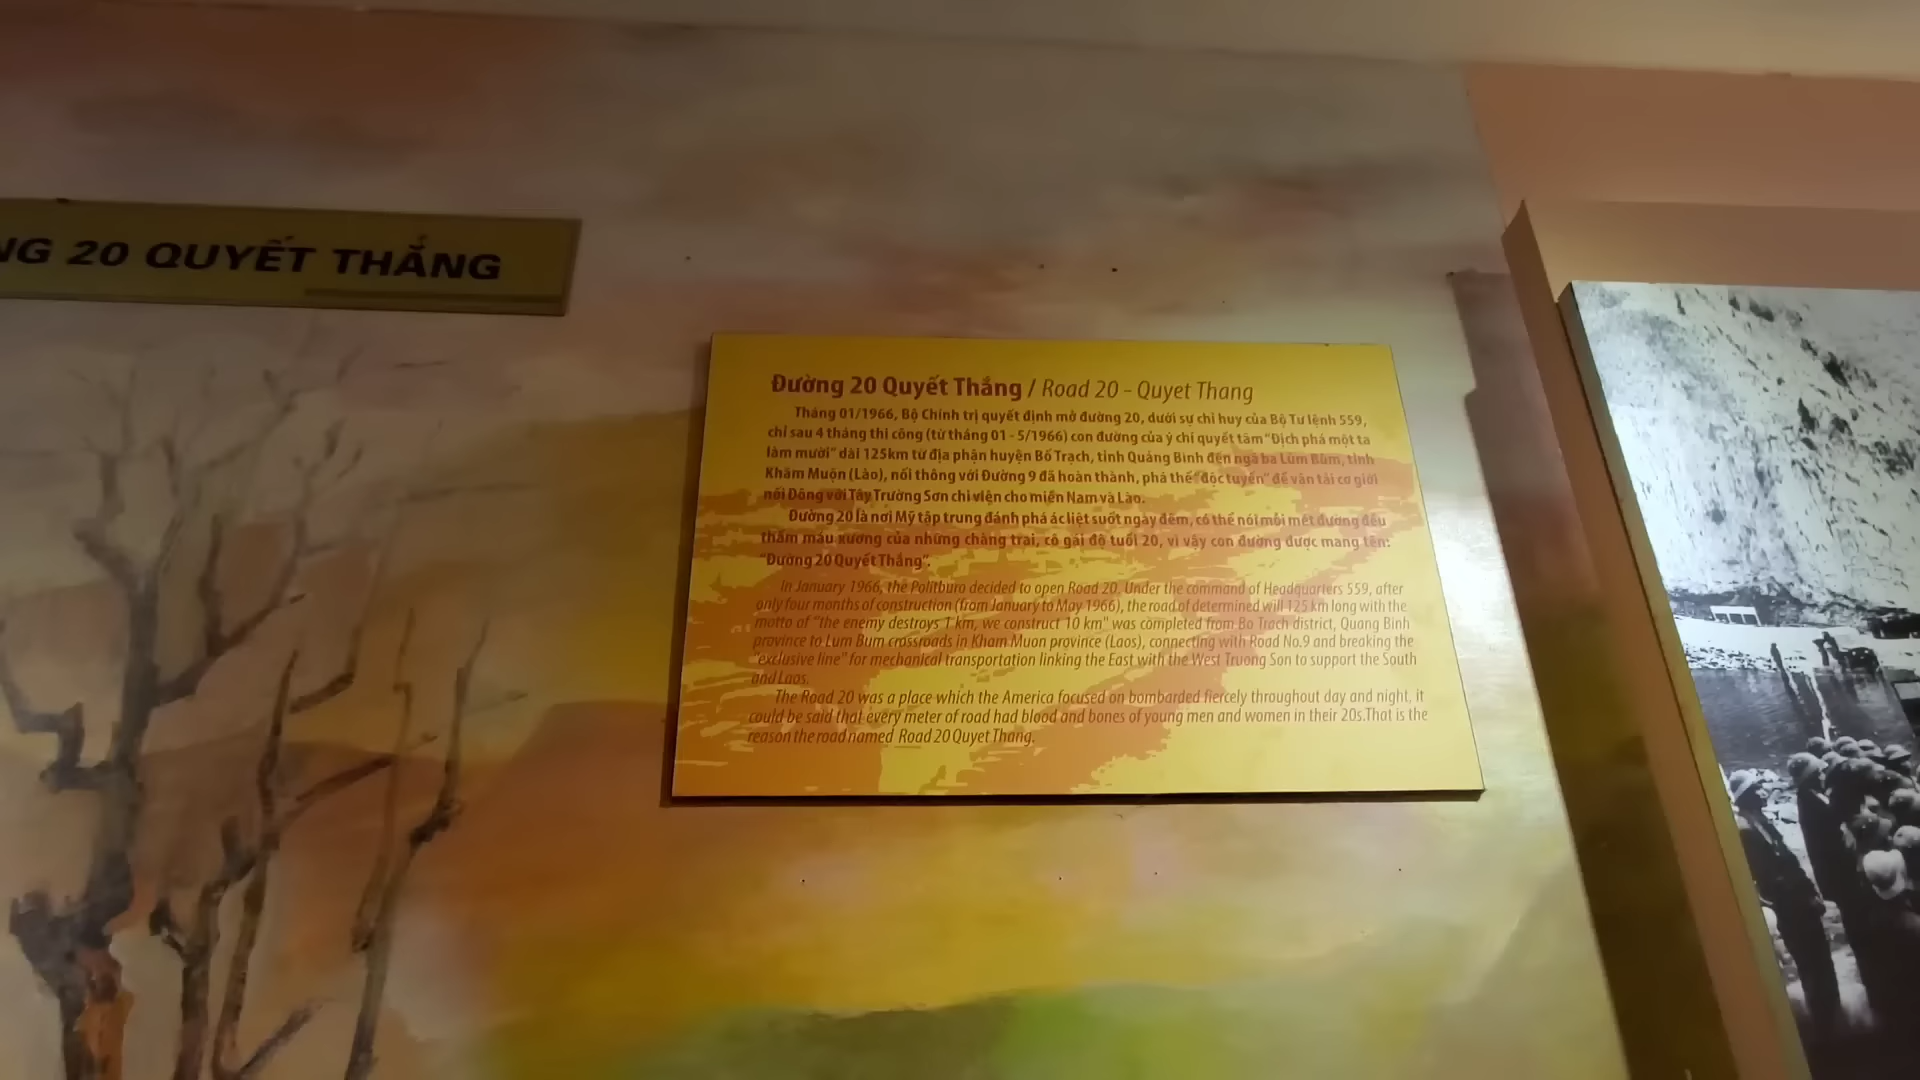 NG 20 QUYẾT THẮNG
Đường 20 Quyết Thắng / Road 20 - Quyet Thang
Tháng 01/1966, Bộ Chính trị quyết định mở đường 20, dưới sự chỉ huy của Bộ Tư lệnh 559,
chỉ sau 4 tháng thi công (từ tháng 01 - 5/1966) con đường của ý chí quyết tâm "Địch phá một ta
làm mười" dài 125km từ địa phận huyện Bố Trạch, tỉnh Quảng Bình đến ngã ba Lùm Bùm, tỉnh
Khăm Muộn (Lào), nối thông với Đường 9 đã hoàn thành, phá thế "độc tuyến" để vận tải cơ giới
nối Đông với Tây Trường Sơn chi viện cho miền Nam và Lào.
Đường 20 là nơi Mỹ tập trung đánh phá ác liệt suốt ngày đêm, có thể nói mỗi mét đường đều
thấm máu xương của những chàng trai, cô gái độ tuổi 20, vì vậy con đường được mang tên:
"Đường 20 Quyết Thắng".
In January 1966, the Politburo decided to open Road 20. Under the command of Headquarters 559, after
only four months of construction (from January to May 1966), the road of determined will 125 km long with the
motto of "the enemy destroys 1 km, we construct 10 km" was completed from Bo Trach district, Quang Binh
province to Lum Bum crossroads in Kham Muon province (Laos), connecting with Road No.9 and breaking the
"exclusive line" for mechanical transportation linking the East with the West Truong Son to support the South
and Laos.
The Road 20 was a place which the America focused on bombarded fiercely throughout day and night, it
could be said that every meter of road had blood and bones of young men and women in their 20s.That is the
reason the road named Road 20 Quyet Thang.